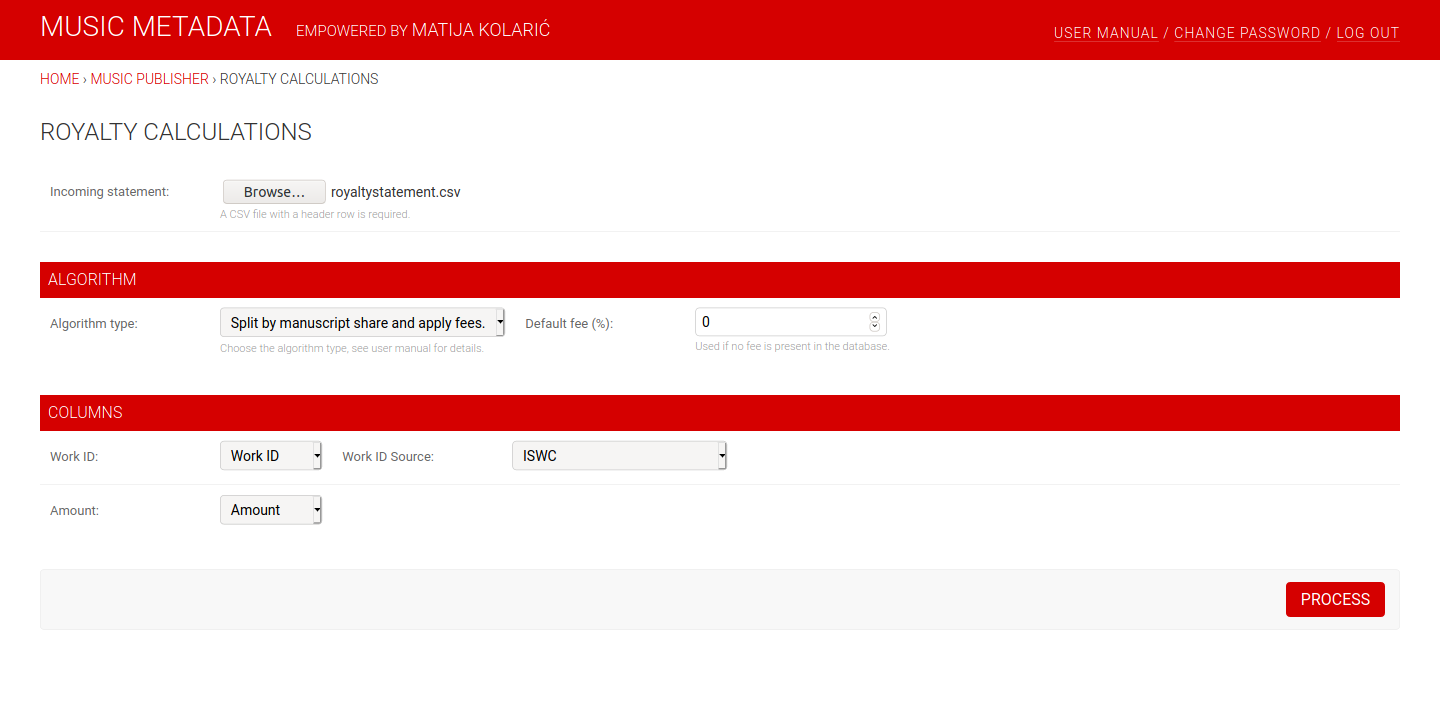 MUSIC METADATA EMPOWERED BY MATIJA KOLARIĆ USER MANUAL / CHANGE PASSWORD / LOG OUT
HOME › MUSIC PUBLISHER › ROYALTY CALCULATIONS
ROYALTY CALCULATIONS
Incoming statement: Browse... royaltystatement.csv
A CSV file with a header row is required.
ALGORITHM
Algorithm type: Split by manuscript share and apply fees. Default fee (%): 0
Choose the algorithm type, see user manual for details. Used if no fee is present in the database.
COLUMNS
Work ID: Work ID Work ID Source: ISWC
Amount: Amount
PROCESS